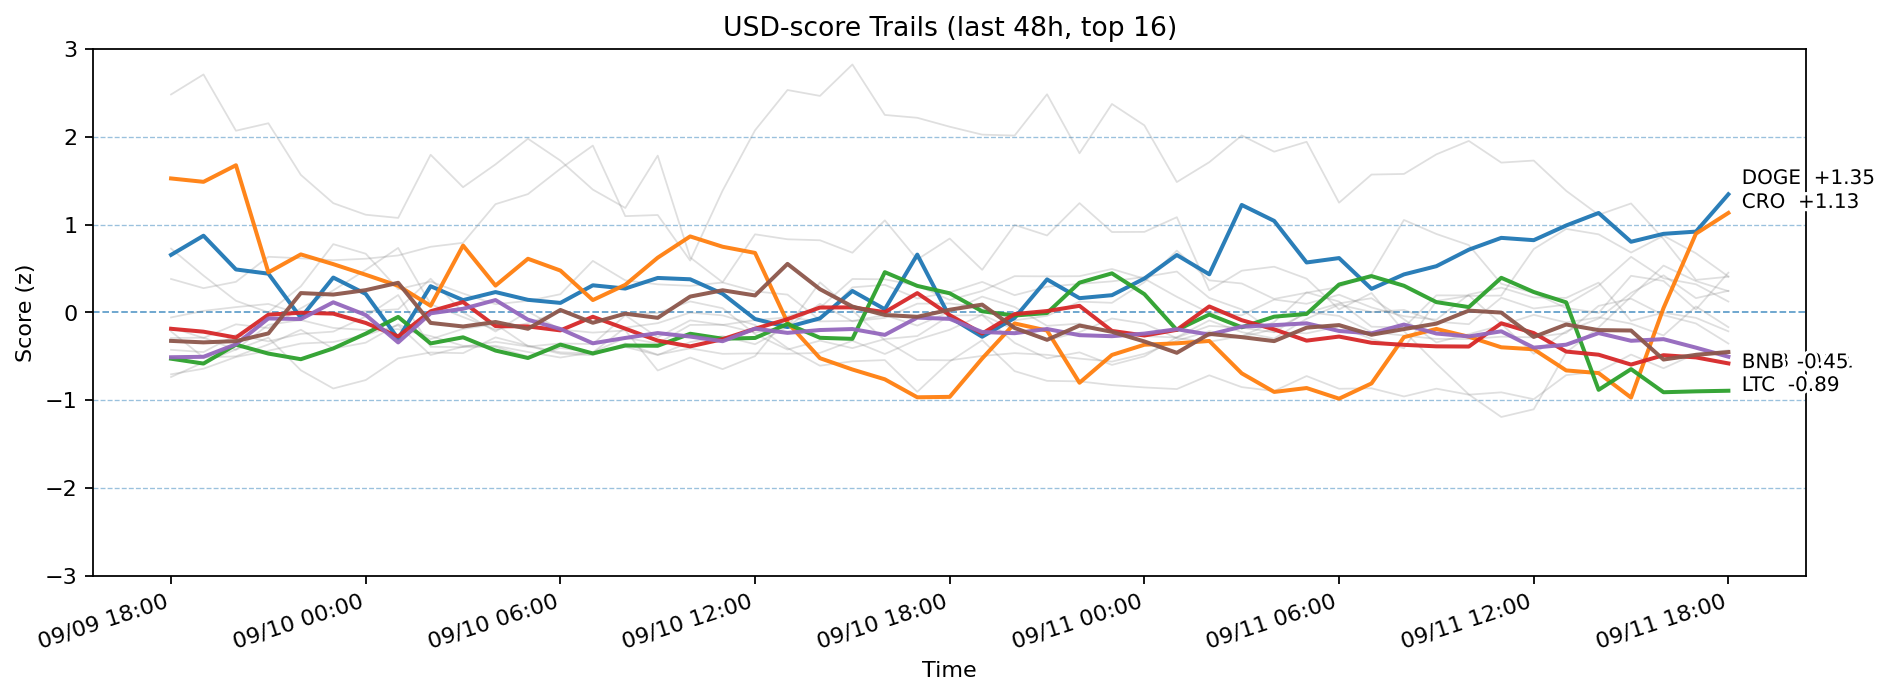 USD-score Trails (last 48h, top 16)
Score (z)
3
2
1
0
−1
−2
−3
DOGE +1.35
CRO +1.13
BNB -0.45
LTC -0.89
09/09 18:00
09/10 00:00
09/10 06:00
09/10 12:00
09/10 18:00
09/11 00:00
09/11 06:00
09/11 12:00
09/11 18:00
Time